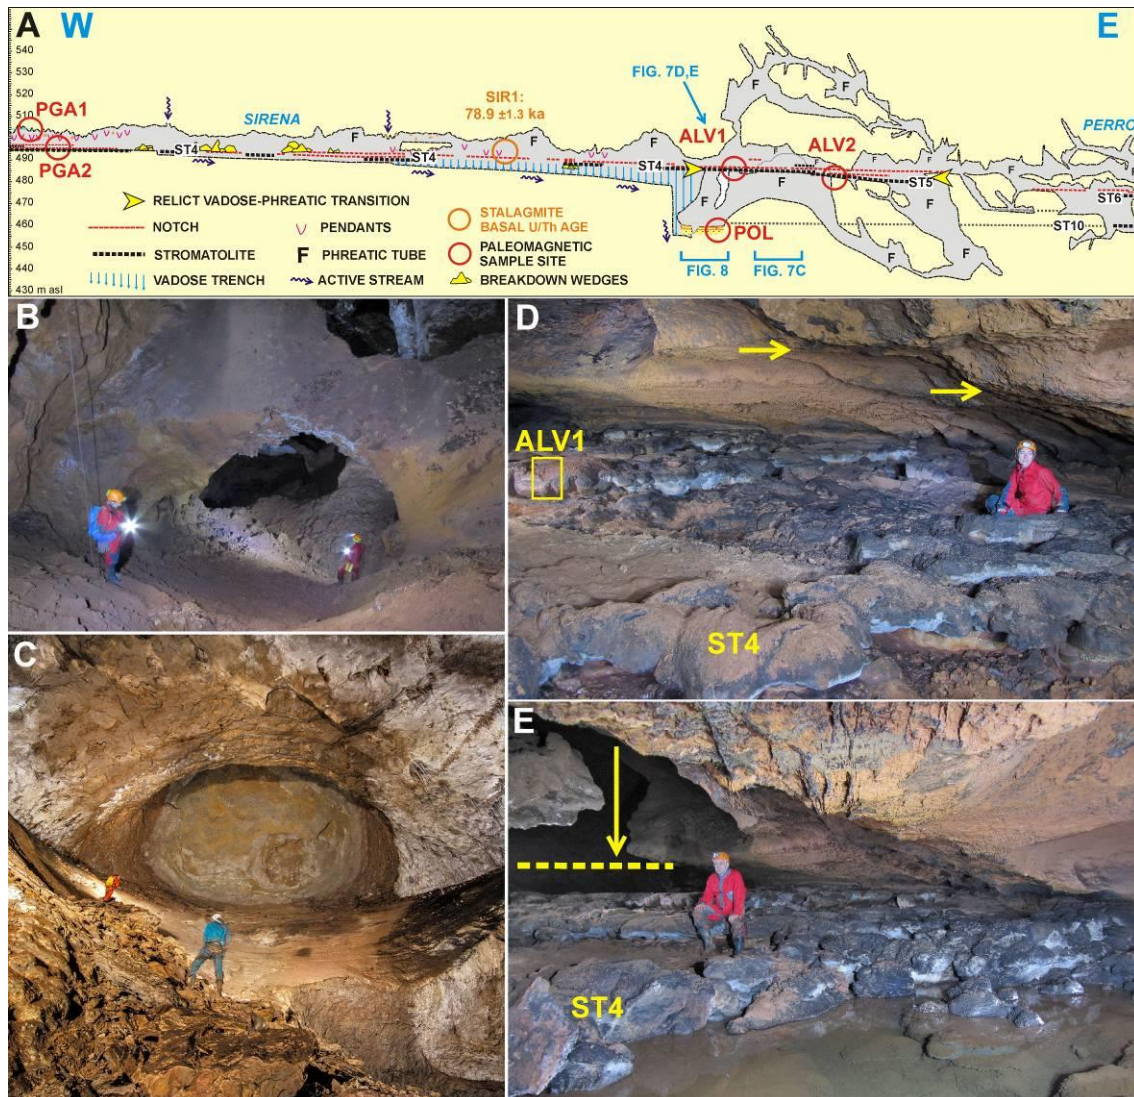 A W E
540
530
520
510
500
490
480
470
460
450
440
430 m asl
PGA1
PGA2
SIRENA
SIR1:
78.9 ±1.3 ka
FIG. 7D,E
ALV1
ALV2
PERRO
ST4
ST4
ST4
ST5
ST6
ST10
F F F F F F F F F F F F F
POL
FIG. 8
FIG. 7C
RELICT VADOSE-PHREATIC TRANSITION
NOTCH
PENDANTS
STROMATOLITE
F PHREATIC TUBE
VADOSE TRENCH
ACTIVE STREAM
STALAGMITE
BASAL U/Th AGE
PALEOMAGNETIC
SAMPLE SITE
BREAKDOWN WEDGES
B
C
D
ALV1
ST4
E
ST4